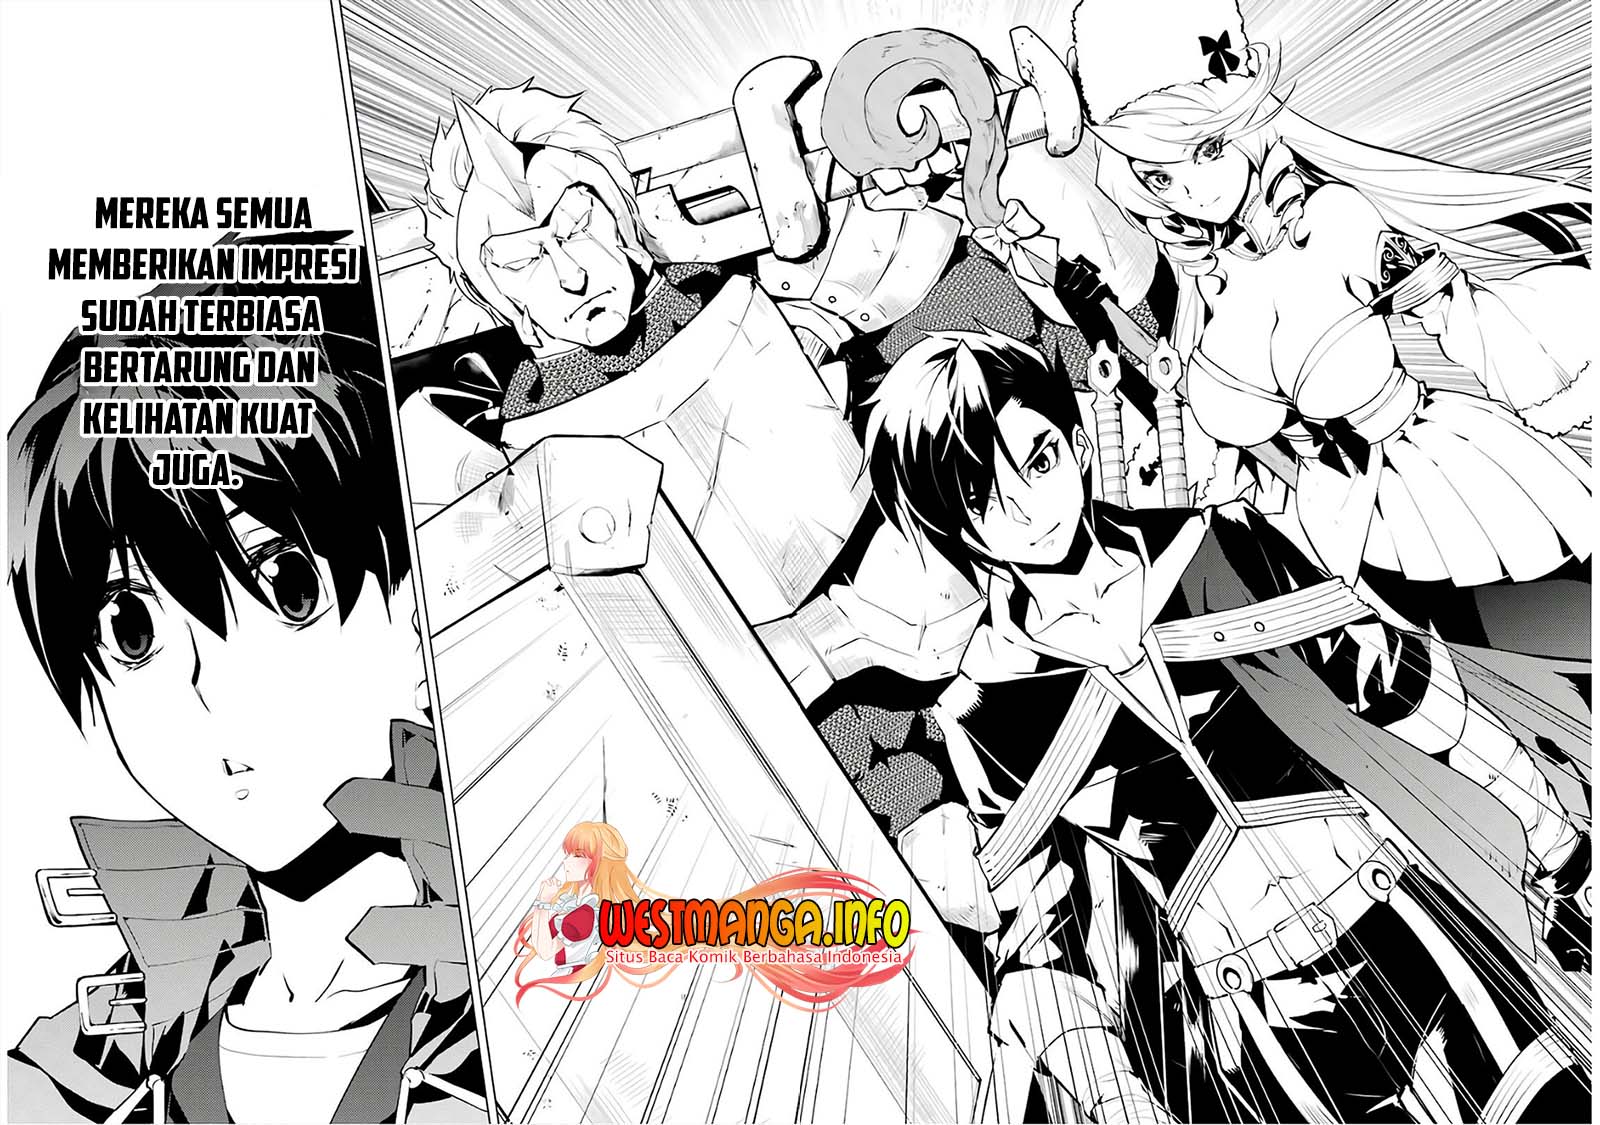 MEREKA SEMUA
MEMBERIKAN IMPRESI
SUDAH TERBIASA
BERTARUNG DAN
KELIHATAN KUAT
JUGA.
WESTMANGA.INFO
Situs Baca Komik Berbahasa Indonesia